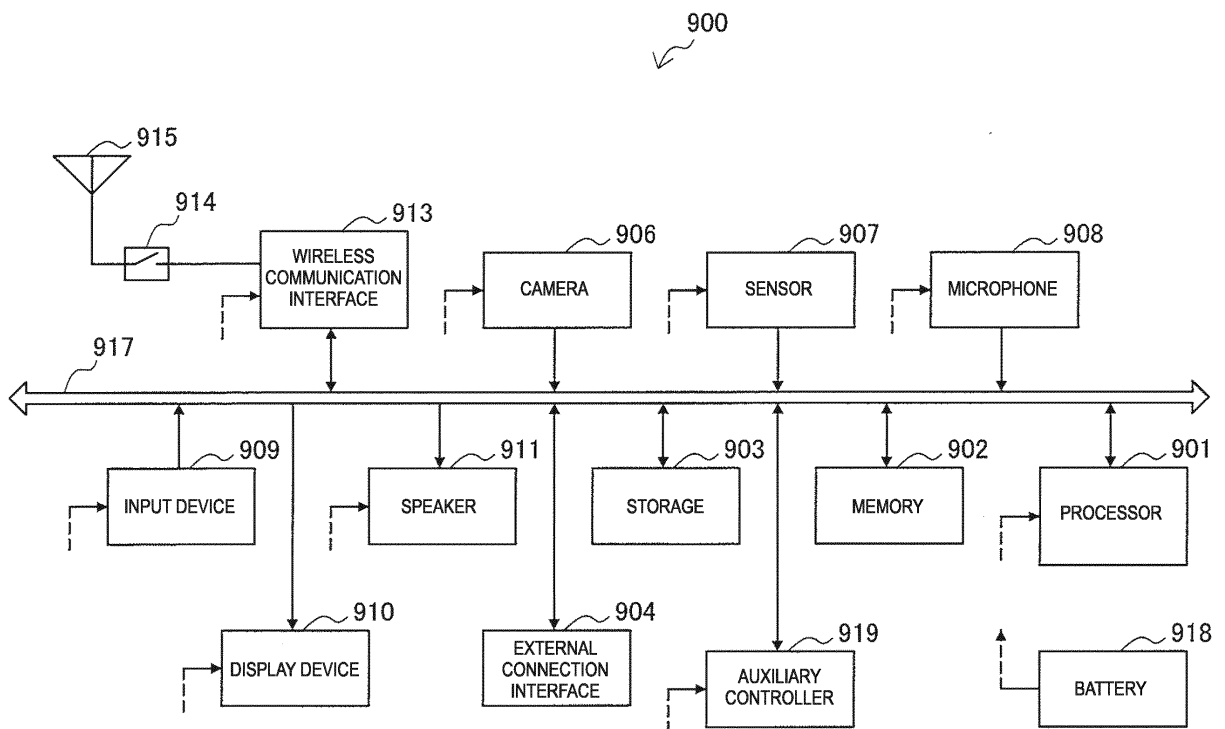 900
915
914
913
WIRELESS
COMMUNICATION
INTERFACE
906
CAMERA
907
SENSOR
908
MICROPHONE
917
909
INPUT DEVICE
911
SPEAKER
903
STORAGE
902
MEMORY
901
PROCESSOR
910
DISPLAY DEVICE
904
EXTERNAL
CONNECTION
INTERFACE
919
AUXILIARY
CONTROLLER
918
BATTERY